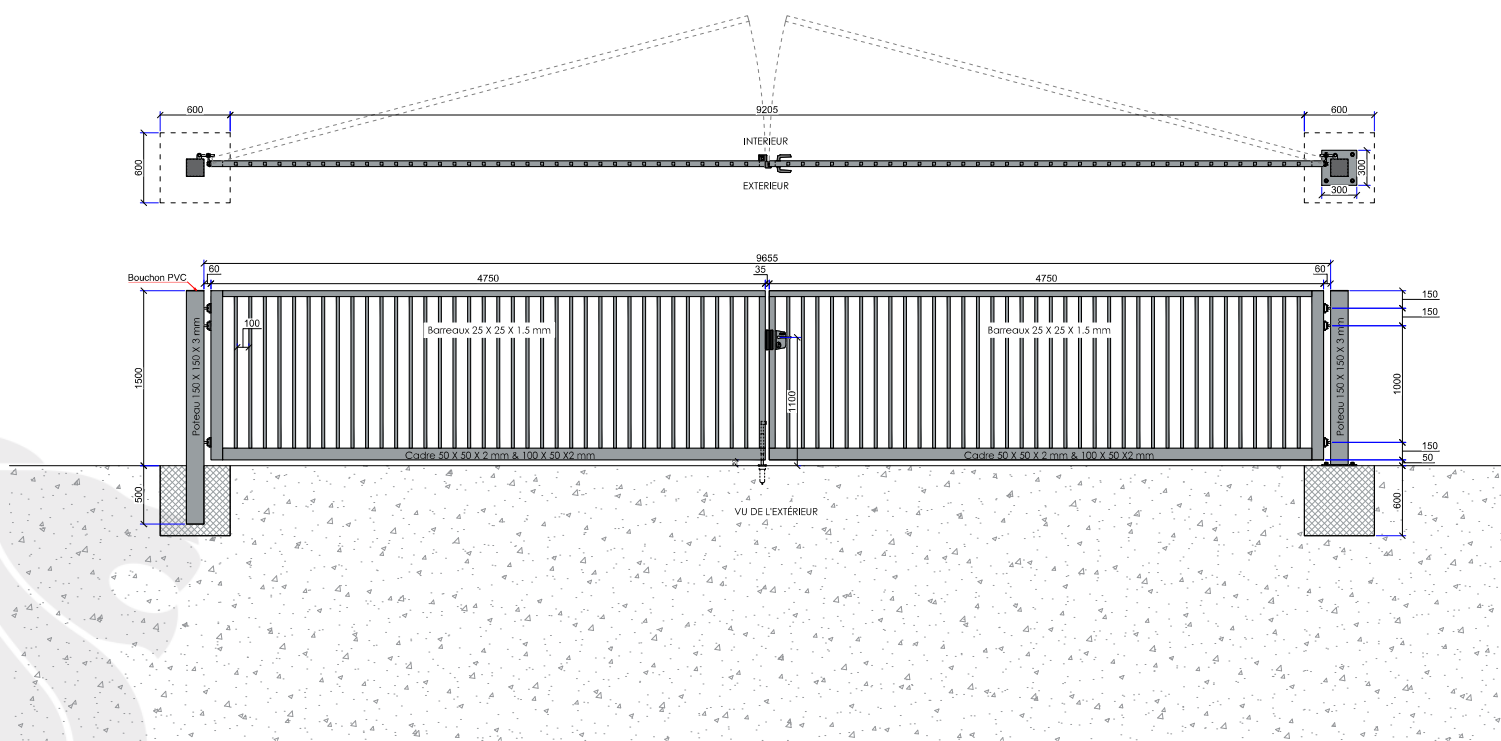 600
9205
600
INTERIEUR
600
EXTERIEUR
300
300
9655
Bouchon PVC
60
4750
35
4750
60
150
150
100
Barreaux 25 X 25 X 1.5 mm
Barreaux 25 X 25 X 1.5 mm
Poteau 150 X 150 X 3 mm
Poteau 150 X 150 X 3 mm
1500
1100
1000
150
Cadre 50 X 50 X 2 mm & 100 X 50 X2 mm
Cadre 50 X 50 X 2 mm & 100 X 50 X2 mm
50
500
600
VU DE L'EXTÉRIEUR